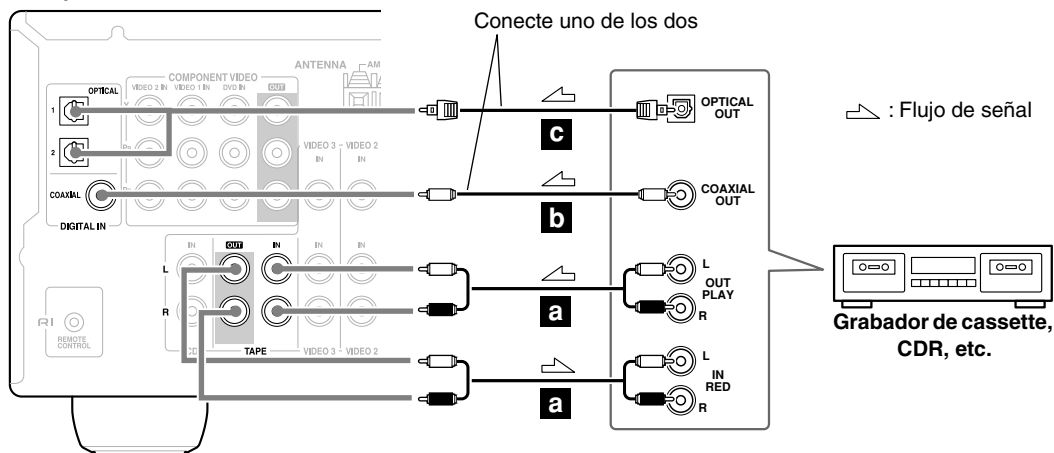 Conecte uno de los dos
ANTENNA
AM
COMPONENT VIDEO
OPTICAL
VIDEO 2 IN VIDEO 1 IN DVD IN OUT
1
Y
2
PB
PR
COAXIAL
DIGITAL IN
VIDEO 3 VIDEO 2
IN IN
IN OUT IN IN IN
L
R
CD TAPE VIDEO 3 VIDEO 2
RI
REMOTE
CONTROL
c
b
a
a
OPTICAL
OUT
COAXIAL
OUT
L
OUT
PLAY
R
L
IN
RED
R
: Flujo de señal
Grabador de cassette,
CDR, etc.